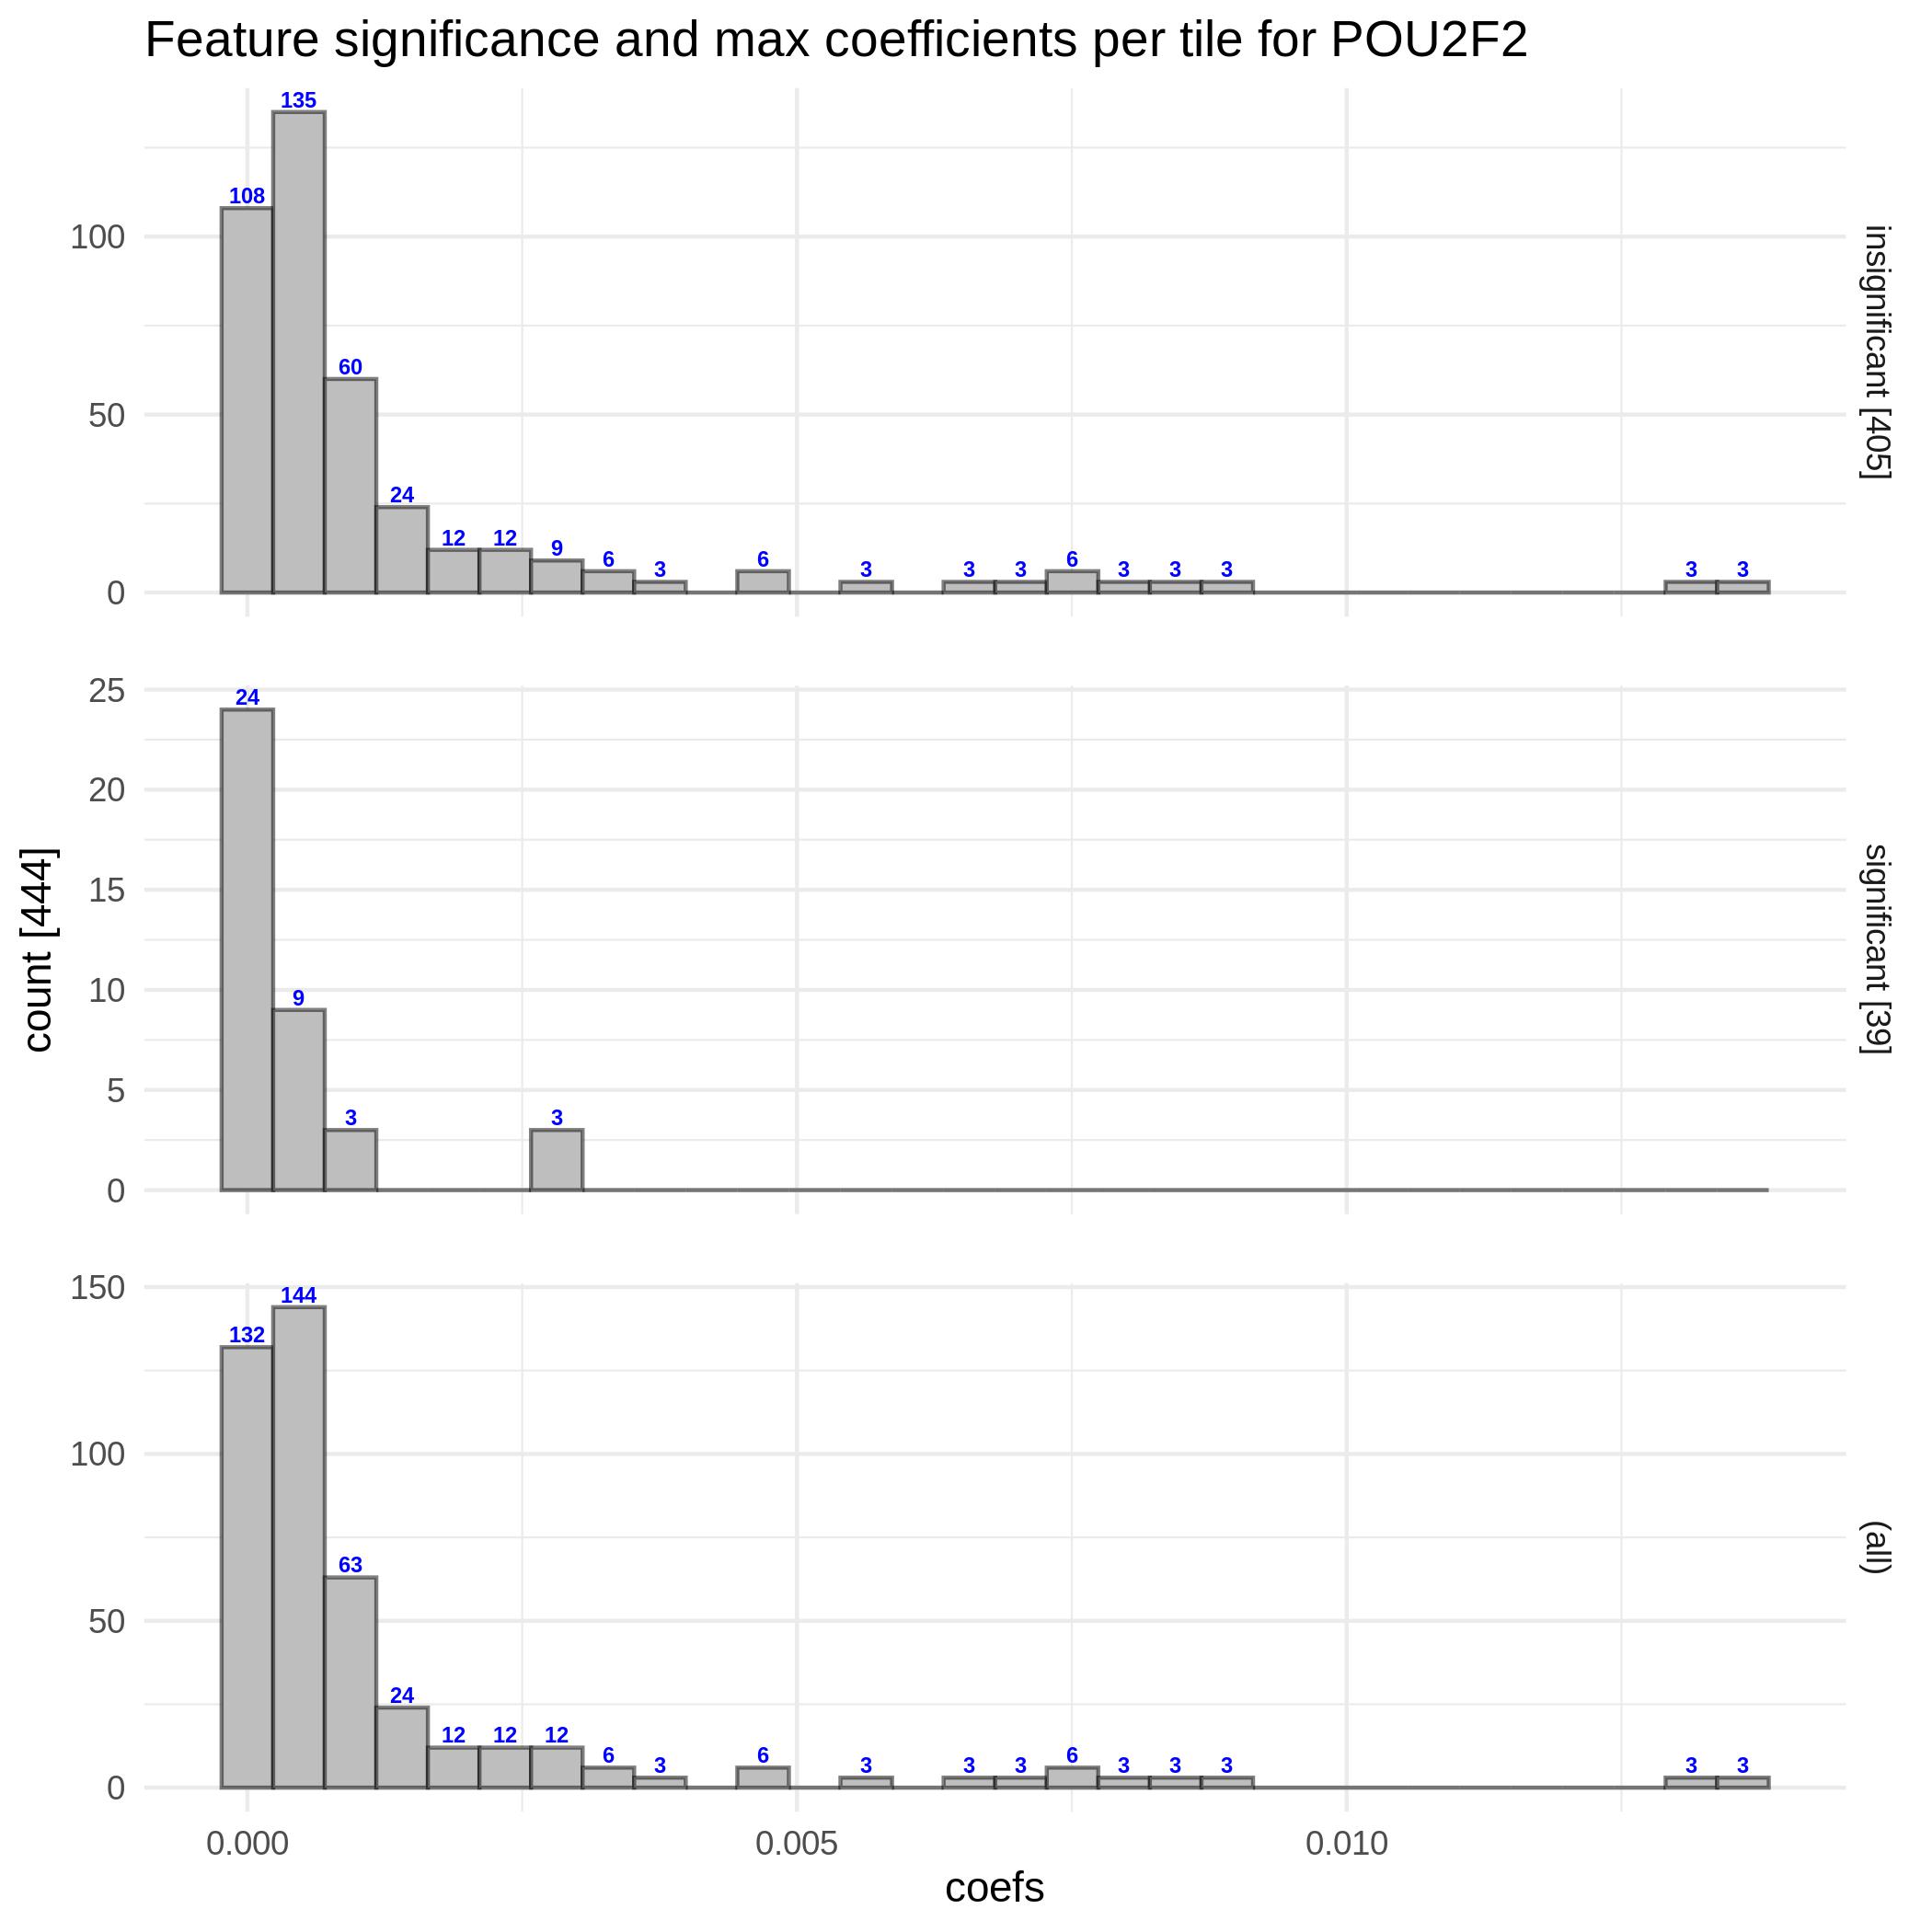 Feature significance and max coefficients per tile for POU2F2
135
108
100
60
50
24
12 12 9 6 3 6 3 3 3 6 3 3 3 3 3
0
insignificant [405]
25
24
20
15
10
9
5
3 3
0
significant [39]
count [444]
150
144
132
100
63
50
24
12 12 12 6 3 6 3 3 3 6 3 3 3 3 3
0
(all)
0.000 0.005 0.010
coefs